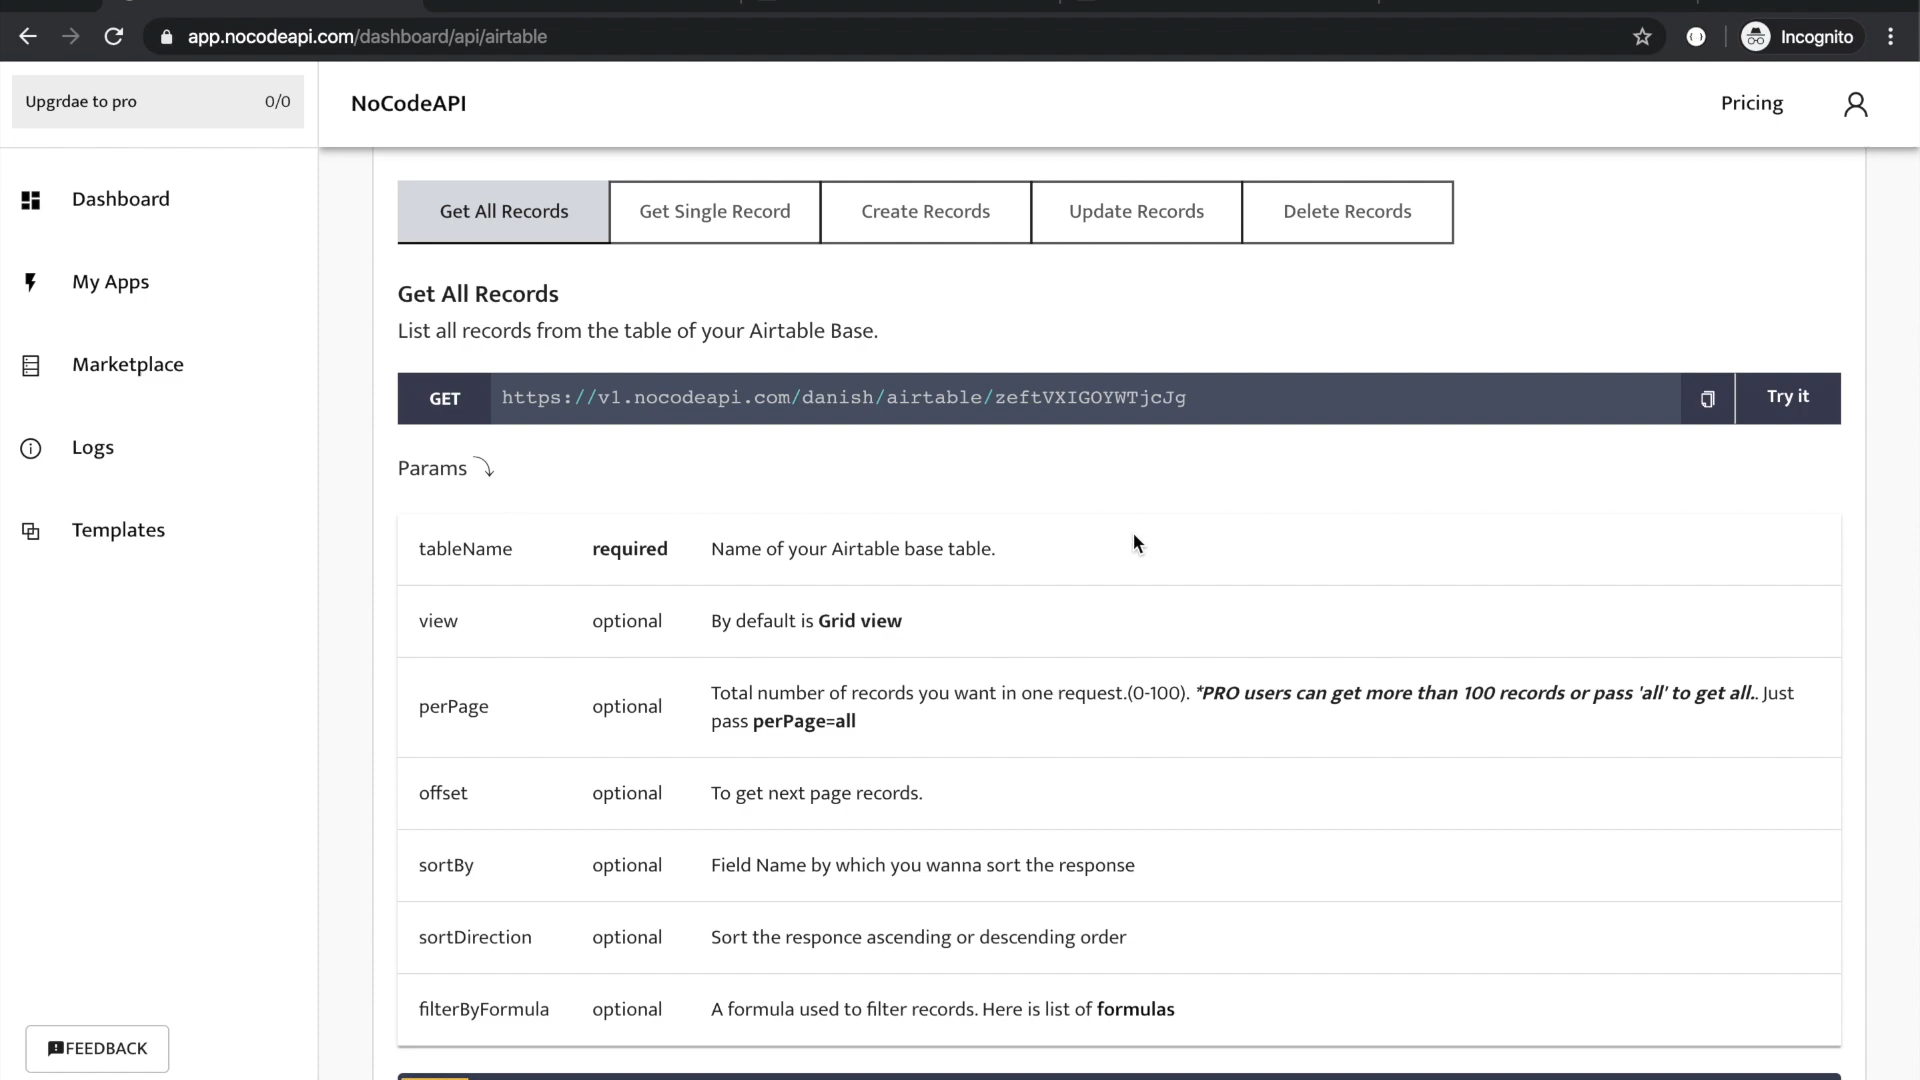 app.nocodeapi.com/dashboard/api/airtable
Incognito
Upgrdae to pro 0/0
NoCodeAPI
Pricing
Dashboard
My Apps
Marketplace
Logs
Templates
FEEDBACK
Get All Records Get Single Record Create Records Update Records Delete Records
Get All Records
List all records from the table of your Airtable Base.
GET https://v1.nocodeapi.com/danish/airtable/zeftVXIGOYWTjcJg Try it
Params
tableName required Name of your Airtable base table.
view optional By default is Grid view
perPage optional Total number of records you want in one request.(0-100). *PRO users can get more than 100 records or pass 'all' to get all.. Just
pass perPage=all
offset optional To get next page records.
sortBy optional Field Name by which you wanna sort the response
sortDirection optional Sort the responce ascending or descending order
filterByFormula optional A formula used to filter records. Here is list of formulas